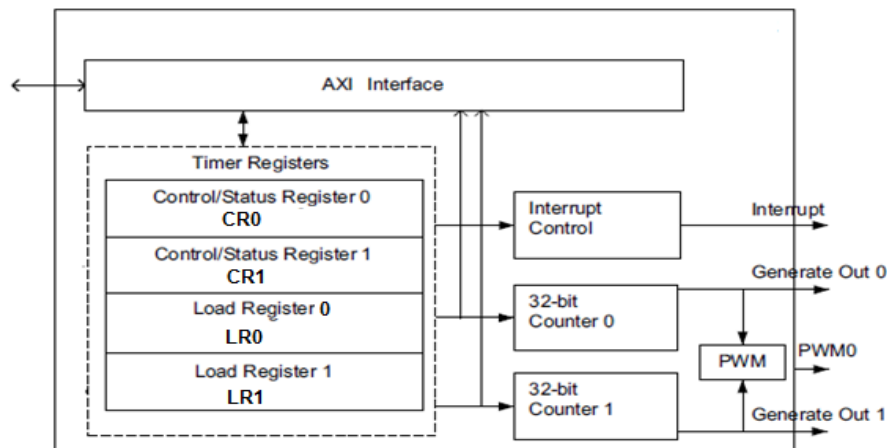 AXI Interface
Timer Registers
Control/Status Register 0
CR0
Control/Status Register 1
CR1
Load Register 0
LR0
Load Register 1
LR1
Interrupt
Control
Interrupt
32-bit
Counter 0
Generate Out 0
PWM
PWM0
32-bit
Counter 1
Generate Out 1